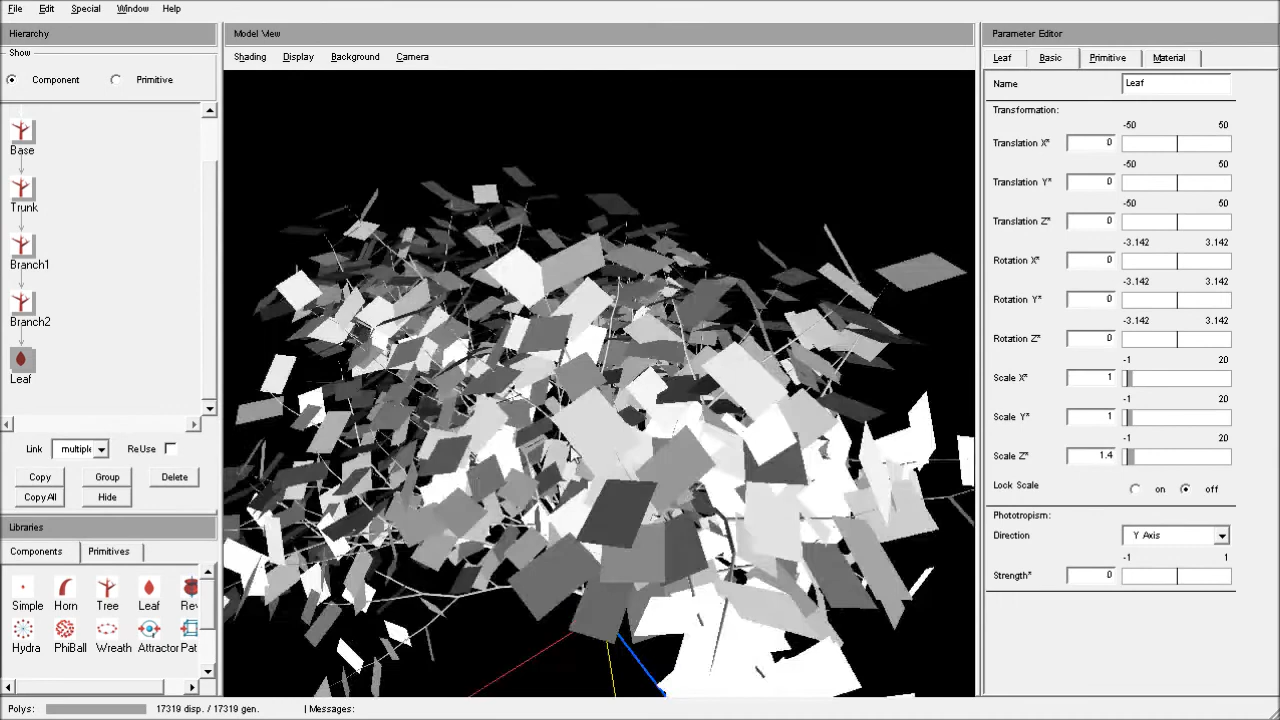 File Edit Special Window Help
Hierarchy
Show
Component Primitive
Base
Trunk
Branch1
Branch2
Leaf
Link multiple ReUse
Copy Group Delete
CopyAll Hide
Libraries
Components Primitives
Simple Horn Tree Leaf Rev
Hydra PhiBall Wreath Attractor Pat
Model View
Shading Display Background Camera
Parameter Editor
Leaf Basic Primitive Material
Name Leaf
Transformation:
-50 50
Translation X* 0
-50 50
Translation Y* 0
-50 50
Translation Z* 0
-3.142 3.142
Rotation X* 0
-3.142 3.142
Rotation Y* 0
-3.142 3.142
Rotation Z* 0
-1 20
Scale X* 1
-1 20
Scale Y* 1
-1 20
Scale Z* 1.4
Lock Scale on off
Phototropism:
Direction Y Axis
-1 1
Strength* 0
Polys: 17319 disp. / 17319 gen. | Messages: